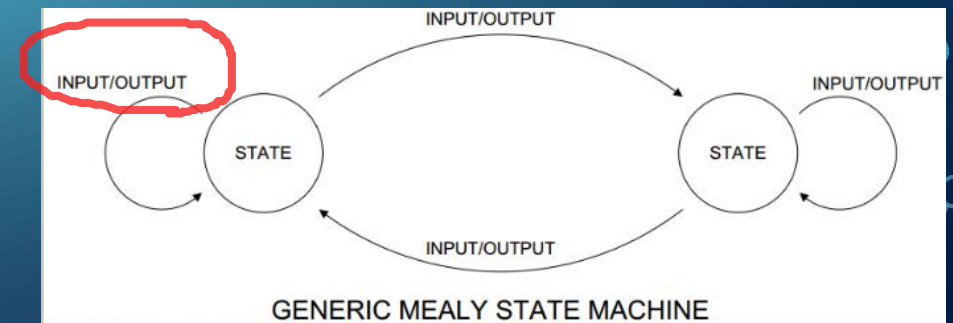 INPUT/OUTPUT
INPUT/OUTPUT
INPUT/OUTPUT
STATE
STATE
INPUT/OUTPUT
GENERIC MEALY STATE MACHINE